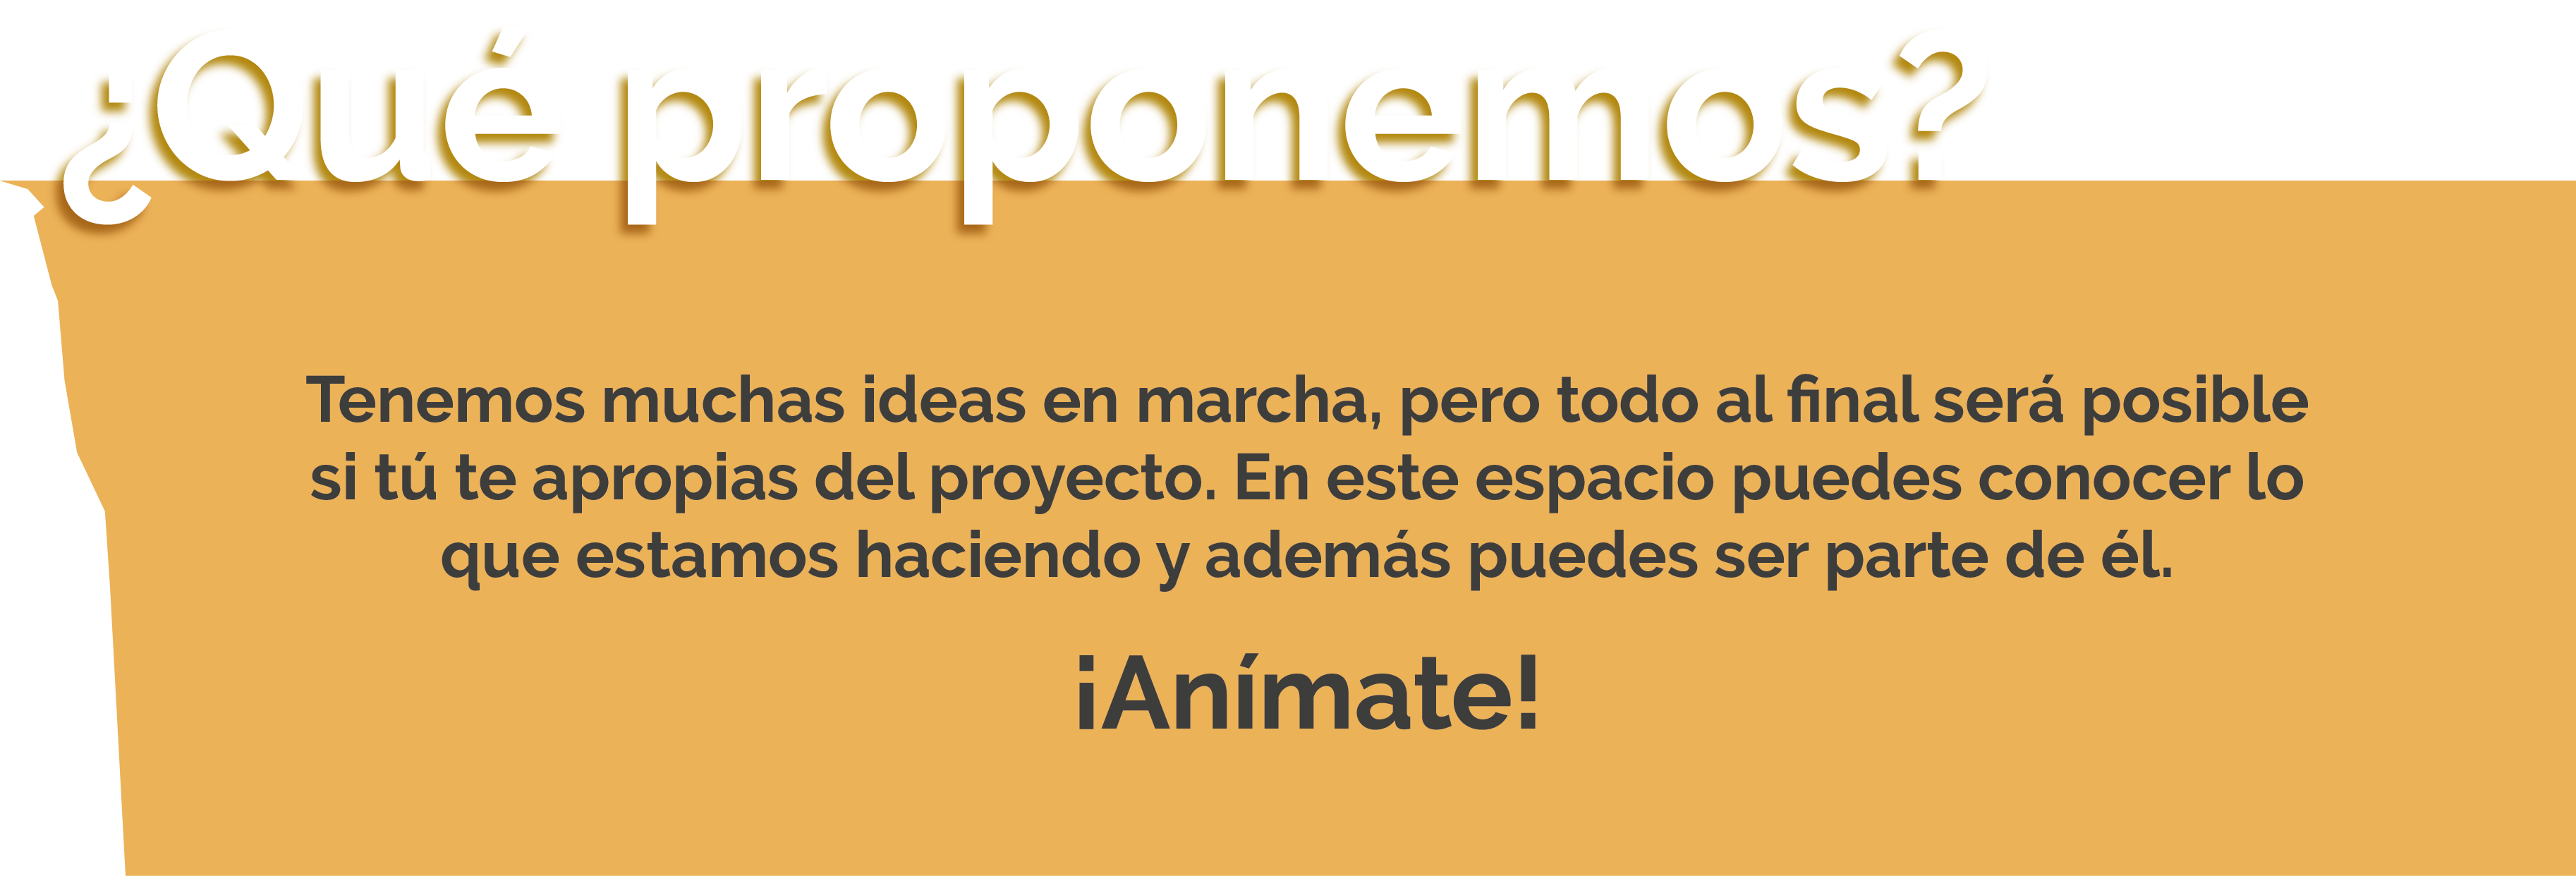 ¿Qué proponemos?
Tenemos muchas ideas en marcha, pero todo al final será posible
si tú te apropias del proyecto. En este espacio puedes conocer lo
que estamos haciendo y además puedes ser parte de él.
¡Anímate!